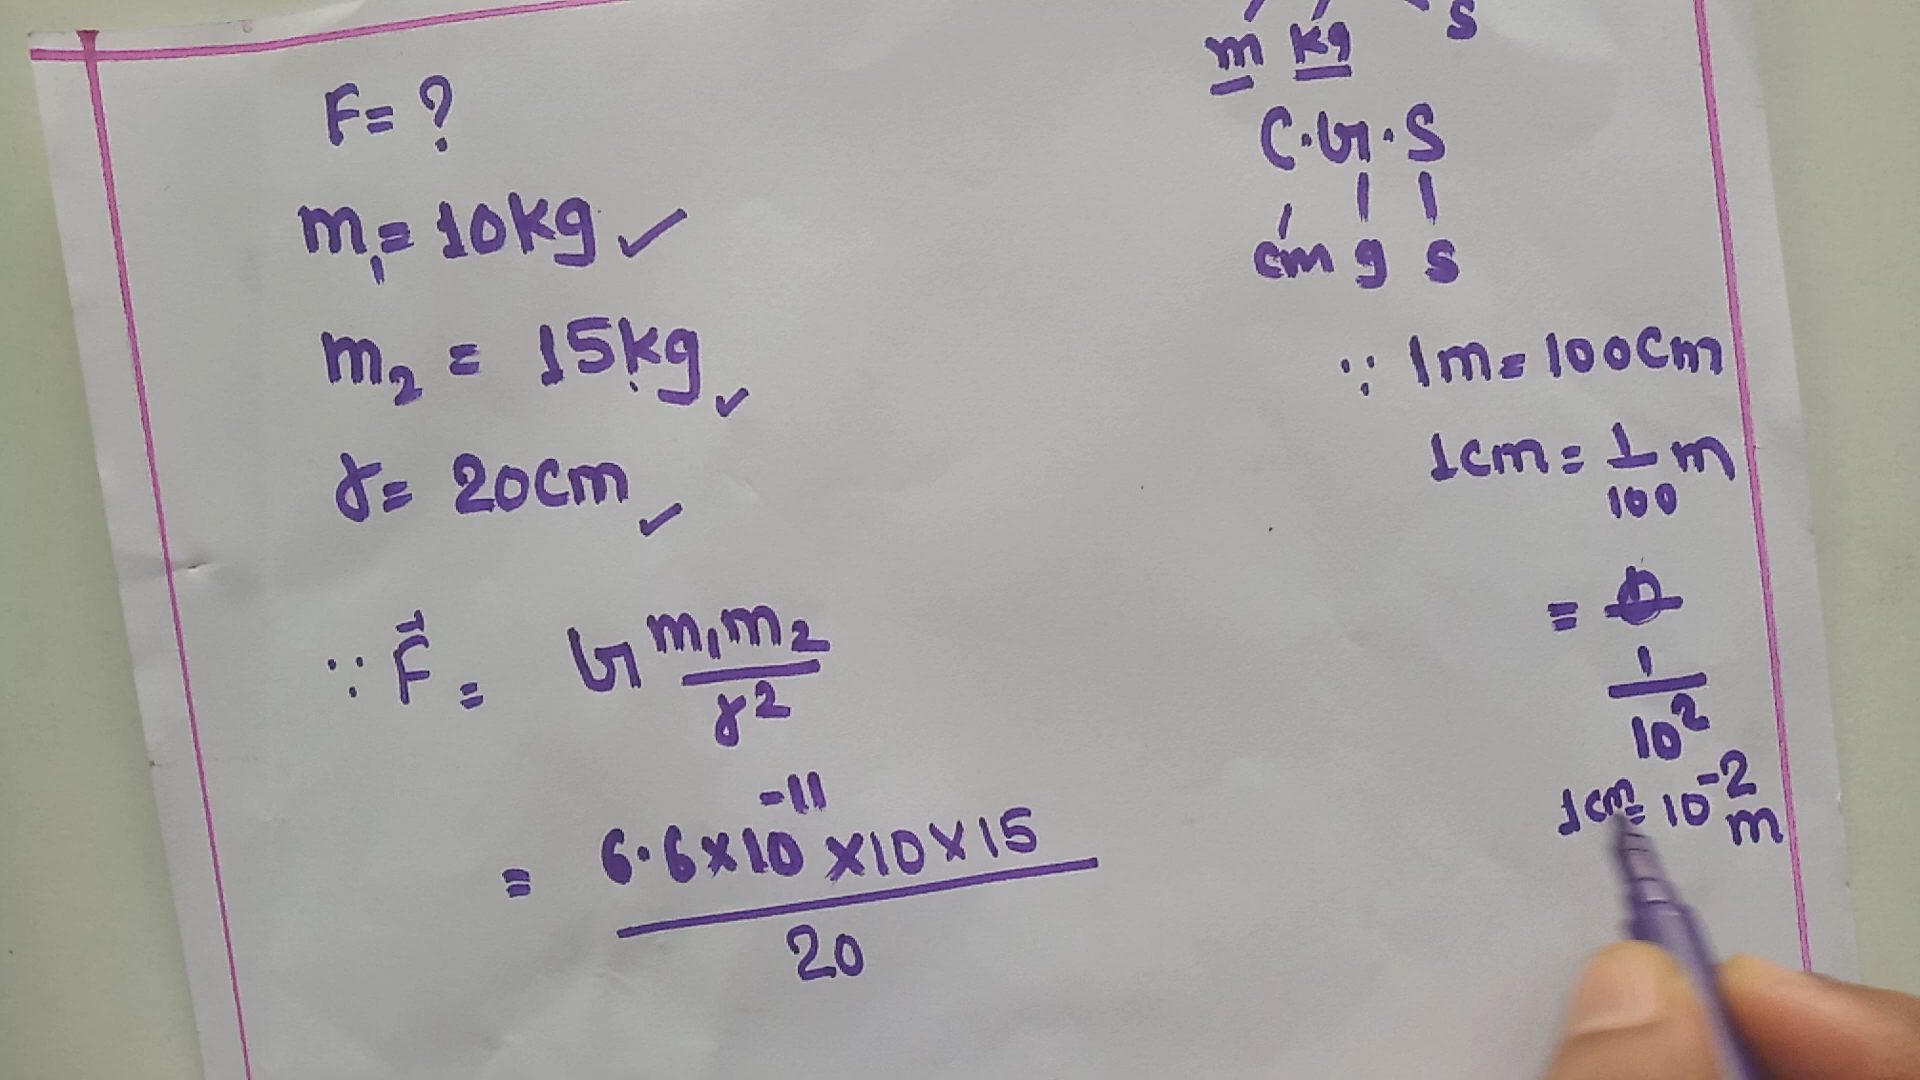 F = ?
m₁ = 10kg ✓
m₂ = 15kg ✓
r = 20cm ✓
∵ F⃗ = G m₁m₂ / r²
= 6.6×10⁻¹¹×10×15 / 20
m kg s
C.G.S
cm g s
∵ 1m = 100cm
1cm = 1/100 m
=
1/10²
1cm = 10⁻² m